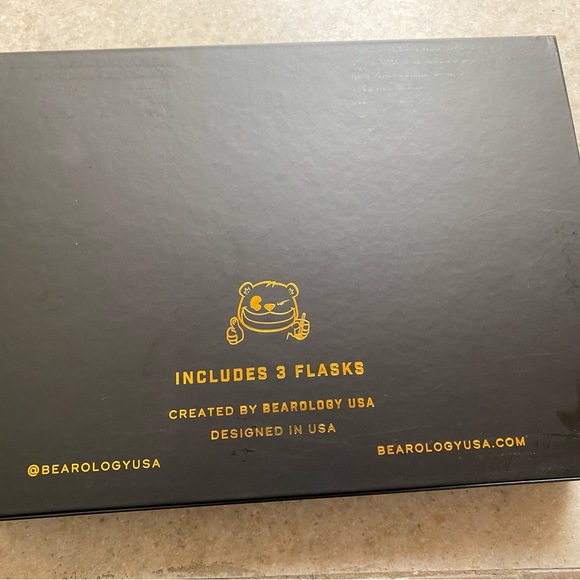 INCLUDES 3 FLASKS
CREATED BY BEAROLOGY USA
DESIGNED IN USA
@BEAROLOGYUSA
BEAROLOGYUSA.COM